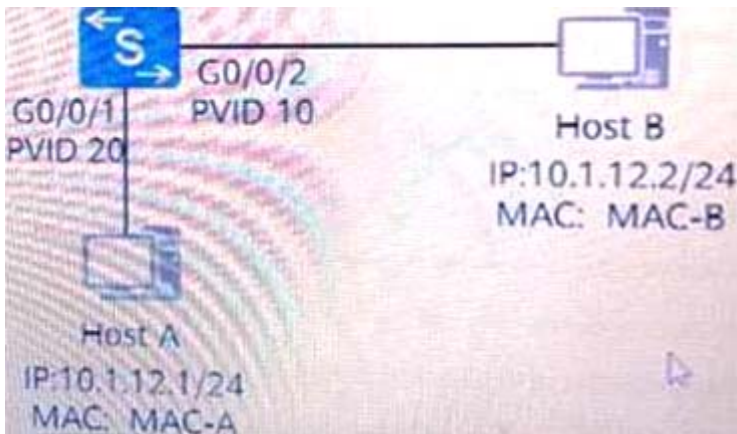 S
G0/0/2
PVID 10
G0/0/1
PVID 20
Host B
IP:10.1.12.2/24
MAC: MAC-B
Host A
IP:10.1.12.1/24
MAC: MAC-A